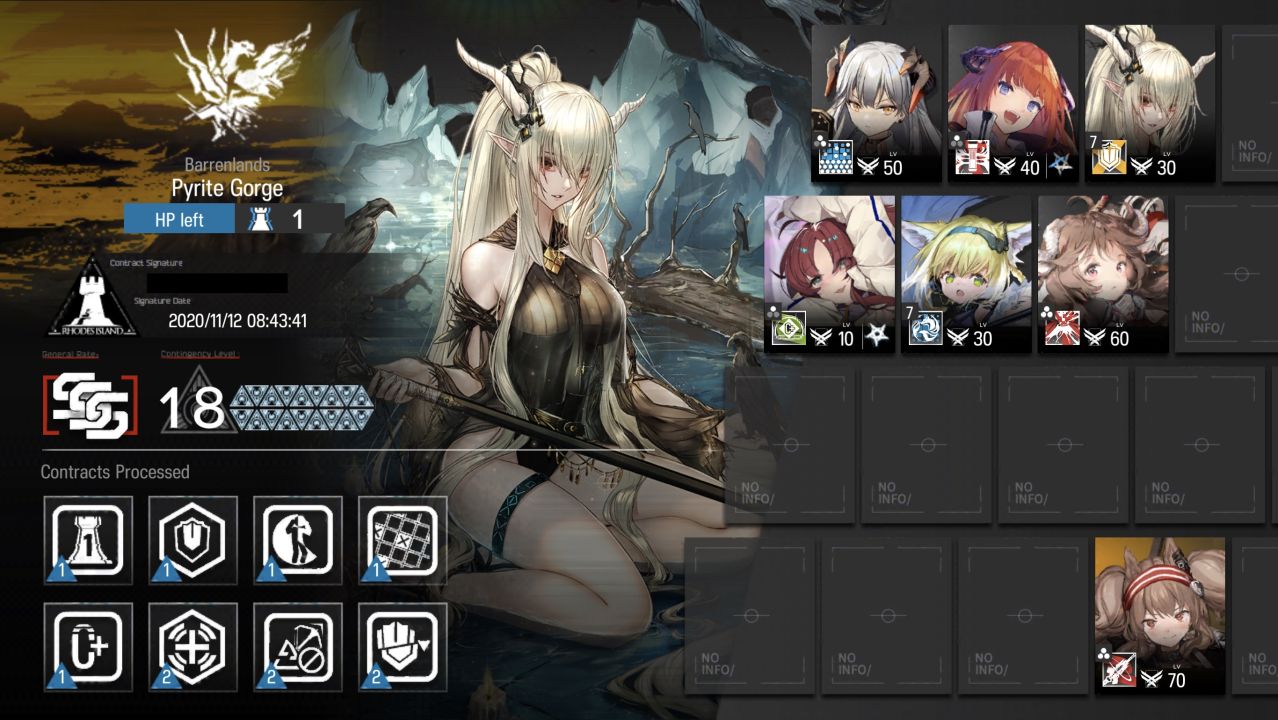 Barrenlands
Pyrite Gorge
HP left 1
Contract Signature
Signature Date
2020/11/12 08:43:41
RHODES ISLAND
General Rate:
Contingency Level:
SSS
18
Contracts Processed
1
1
1
1
1
1
2
2
2
LV
50
LV
40
7
LV
30
NO
INFO/
LV
10
7
LV
30
LV
60
NO
INFO/
NO
INFO/
NO
INFO/
NO
INFO/
NO
INFO/
NO
INFO/
NO
INFO/
NO
INFO/
LV
70
NO
INFO/